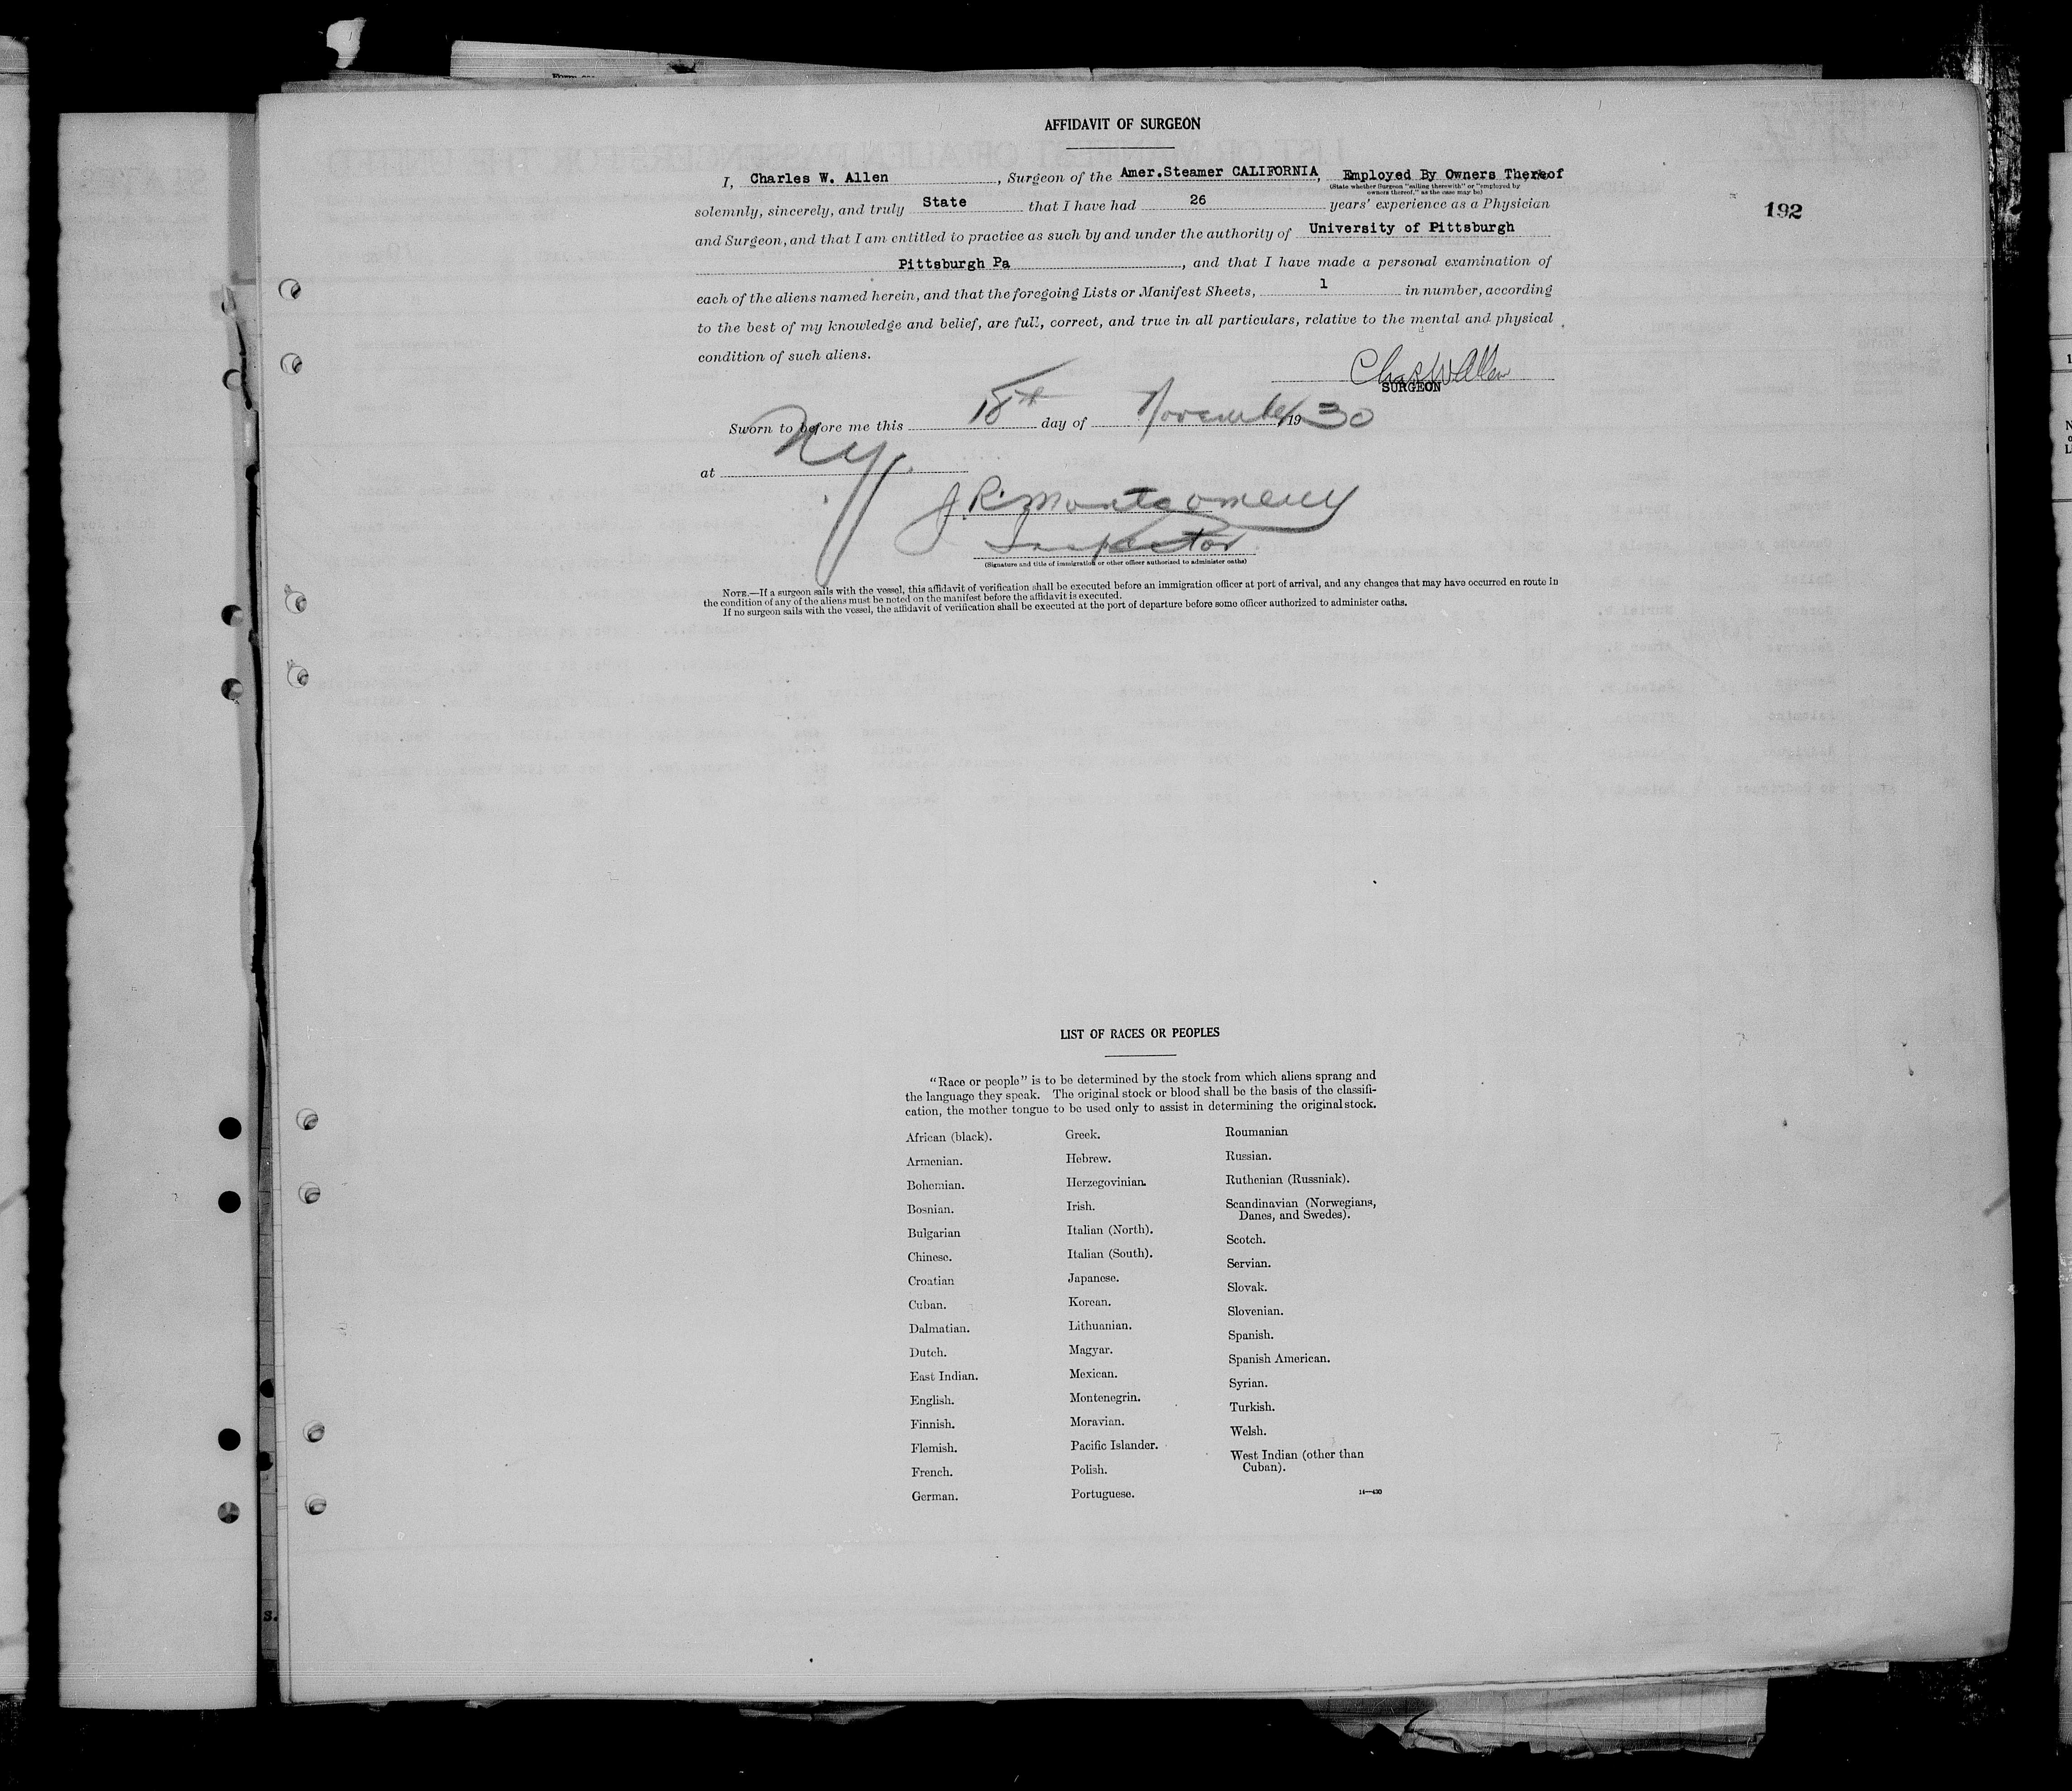 AFFIDAVIT OF SURGEON
I, Charles W. Allen, Surgeon of the Amer.Steamer CALIFORNIA, Employed By Owners Thereof
(State whether Surgeon "sailing therewith" or "employed by
owners thereof," as the case may be)
192
solemnly, sincerely, and truly State that I have had 26 years' experience as a Physician
and Surgeon, and that I am entitled to practice as such by and under the authority of University of Pittsburgh
Pittsburgh Pa, and that I have made a personal examination of
each of the aliens named herein, and that the foregoing Lists or Manifest Sheets, 1 in number, according
to the best of my knowledge and belief, are full, correct, and true in all particulars, relative to the mental and physical
condition of such aliens.
Chas W Allen
SURGEON
Sworn to before me this 18th day of November, 1930
at NY.
J.R. Montgomery
Inspector
(Signature and title of immigration or other officer authorized to administer oaths)
NOTE.—If a surgeon sails with the vessel, this affidavit of verification shall be executed before an immigration officer at port of arrival, and any changes that may have occurred en route in
the condition of any of the aliens must be noted on the manifest before the affidavit is executed.
If no surgeon sails with the vessel, the affidavit of verification shall be executed at the port of departure before some officer authorized to administer oaths.
LIST OF RACES OR PEOPLES
"Race or people" is to be determined by the stock from which aliens sprang and
the language they speak. The original stock or blood shall be the basis of the classifi-
cation, the mother tongue to be used only to assist in determining the original stock.
African (black).
Armenian.
Bohemian.
Bosnian.
Bulgarian
Chinese.
Croatian
Cuban.
Dalmatian.
Dutch.
East Indian.
English.
Finnish.
Flemish.
French.
German.
Greek.
Hebrew.
Herzegovinian.
Irish.
Italian (North).
Italian (South).
Japanese.
Korean.
Lithuanian.
Magyar.
Mexican.
Montenegrin.
Moravian.
Pacific Islander.
Polish.
Portuguese.
Roumanian
Russian.
Ruthenian (Russniak).
Scandinavian (Norwegians,
Danes, and Swedes).
Scotch.
Servian.
Slovak.
Slovenian.
Spanish.
Spanish American.
Syrian.
Turkish.
Welsh.
West Indian (other than
Cuban).
14—430